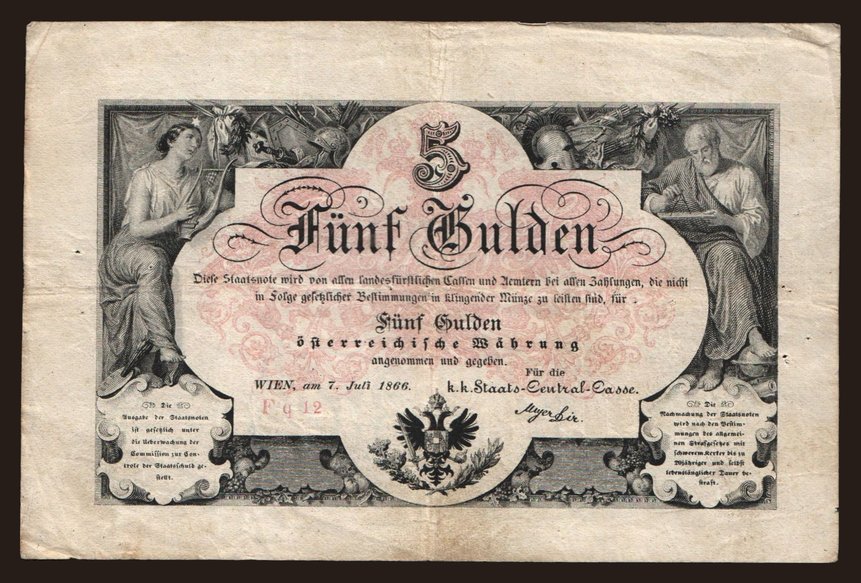 5
Fünf Gulden
Diese Staatsnote wird von allen landesfürstlichen Cassen und Aemtern bei allen Zahlungen, die nicht
in Folge gesetzlicher Bestimmungen in klingender Münze zu leisten sind, für
Fünf Gulden
österreichische Währung
angenommen und gegeben.
Für die
WIEN, am 7. Juli 1866.
k. k. Staats-Central-Casse.
F q 12
Die
Ausgabe der Staatsnoten
ist gesetzlich unter
die Ueberwachung der
Commission zur Con-
trole der Staatsschuld ge-
stellt.
Die
Nachmachung der Staatsnoten
wird nach den Bestim-
mungen des allgemei-
nen Strafgesetzes mit
schwerem Kerker bis zu
20jähriger und selbst
lebenslänglicher Dauer be-
straft.